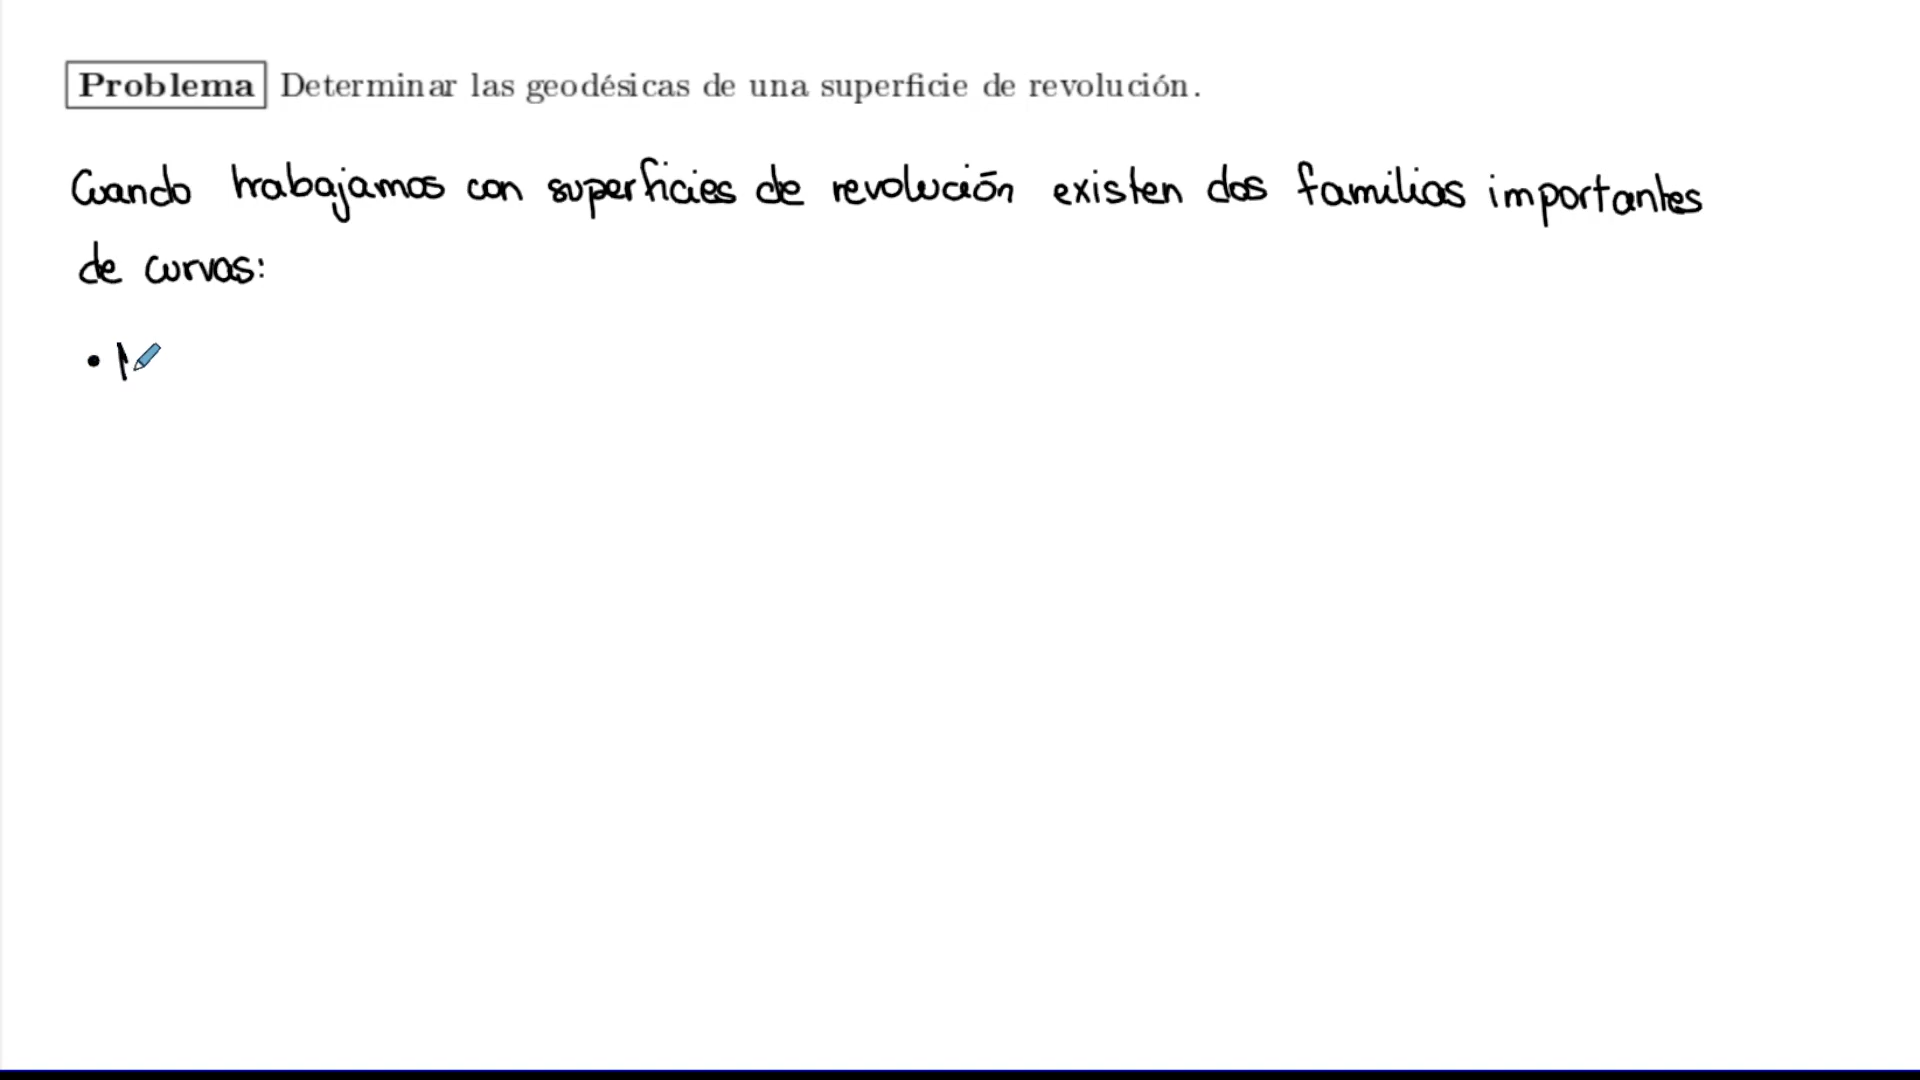 Problema Determinar las geodésicas de una superficie de revolución.
Cuando trabajamos con superficies de revolución existen dos familias importantes
de curvas:
•